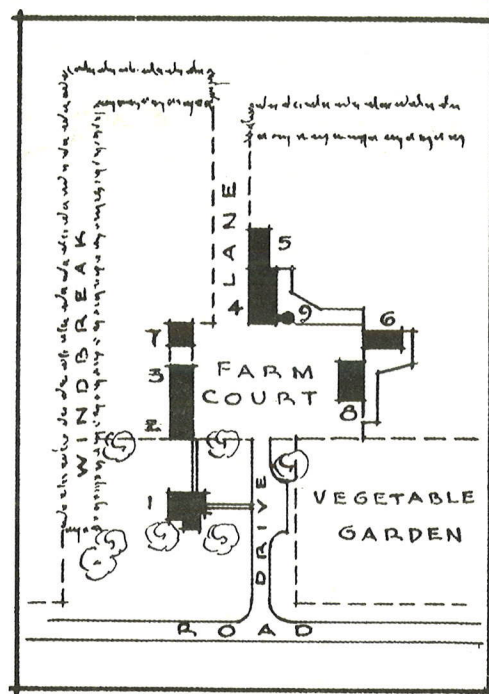 WINDBREAK
LANE
5
4
9
6
7
3
FARM
COURT
8
2
1
DRIVE
VEGETABLE
GARDEN
ROAD